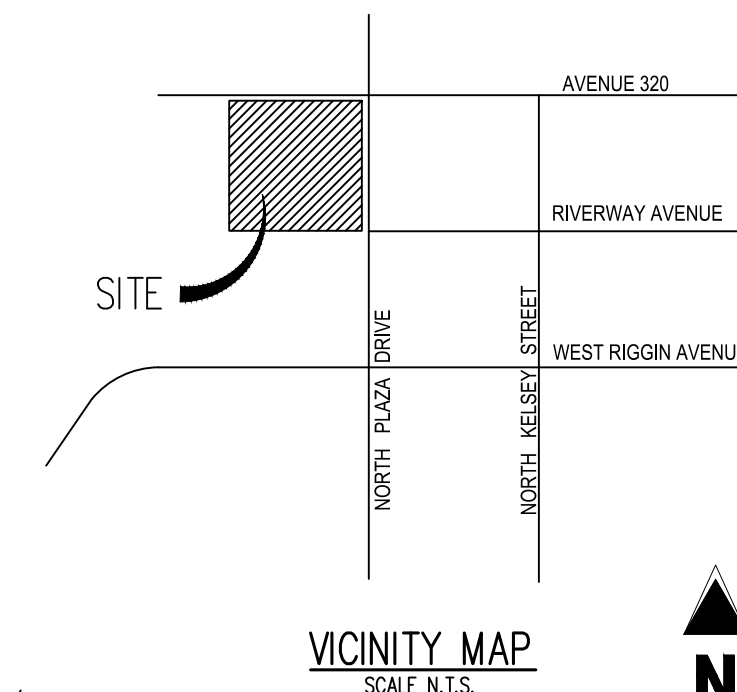 AVENUE 320
RIVERWAY AVENUE
SITE
NORTH PLAZA DRIVE
NORTH KELSEY STREET
WEST RIGGIN AVENU
VICINITY MAP
SCALE N.T.S.
N